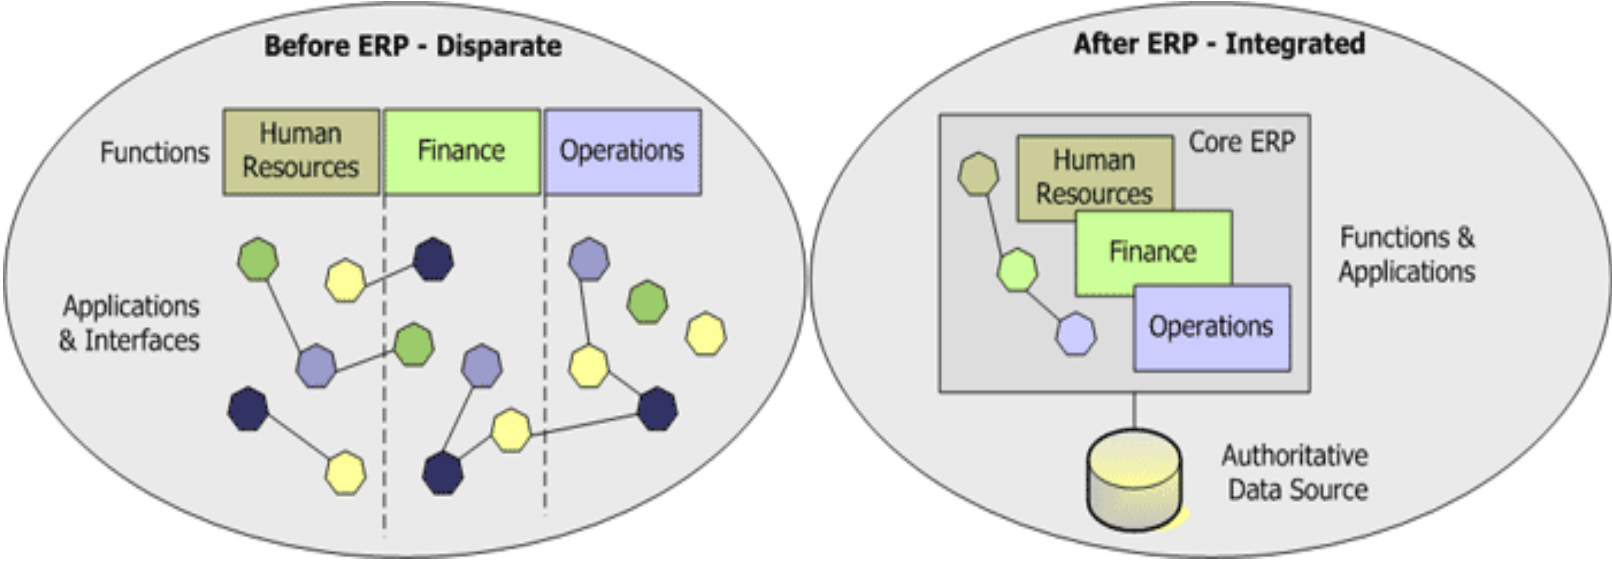 Before ERP - Disparate
Functions
Human
Resources
Finance
Operations
Applications
& Interfaces
After ERP - Integrated
Core ERP
Human
Resources
Finance
Operations
Functions &
Applications
Authoritative
Data Source